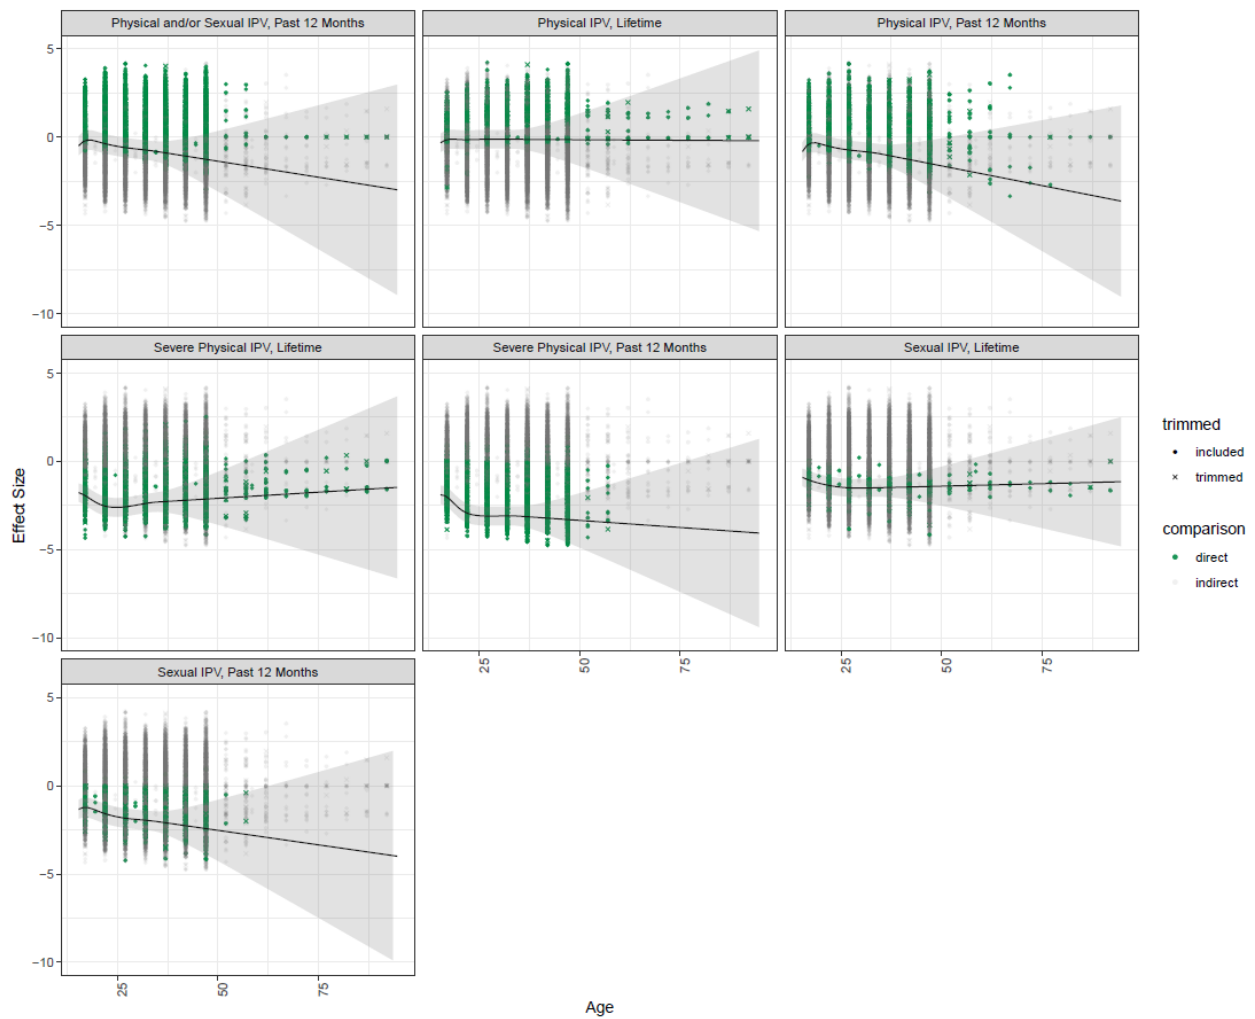 Physical and/or Sexual IPV, Past 12 Months
Physical IPV, Lifetime
Physical IPV, Past 12 Months
5
0
−5
−10
Severe Physical IPV, Lifetime
Severe Physical IPV, Past 12 Months
Sexual IPV, Lifetime
5
0
−5
−10
25
50
75
25
50
75
Sexual IPV, Past 12 Months
5
0
−5
−10
25
50
75
Effect Size
Age
trimmed
included
trimmed
comparison
direct
indirect